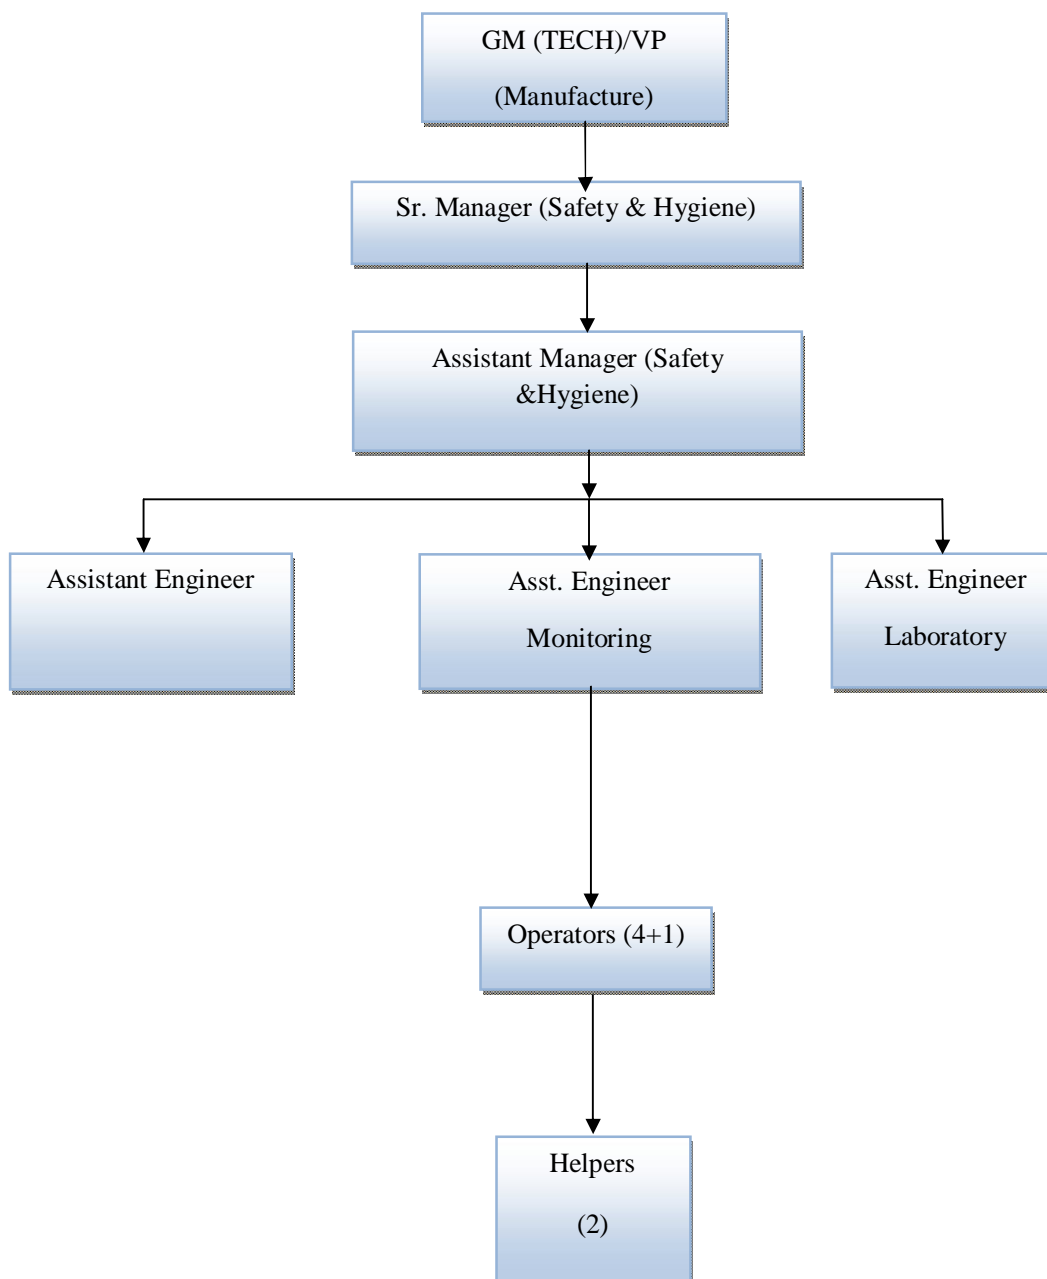 GM (TECH)/VP
(Manufacture)
Sr. Manager (Safety & Hygiene)
Assistant Manager (Safety
&Hygiene)
Assistant Engineer
Asst. Engineer
Monitoring
Asst. Engineer
Laboratory
Operators (4+1)
Helpers
(2)